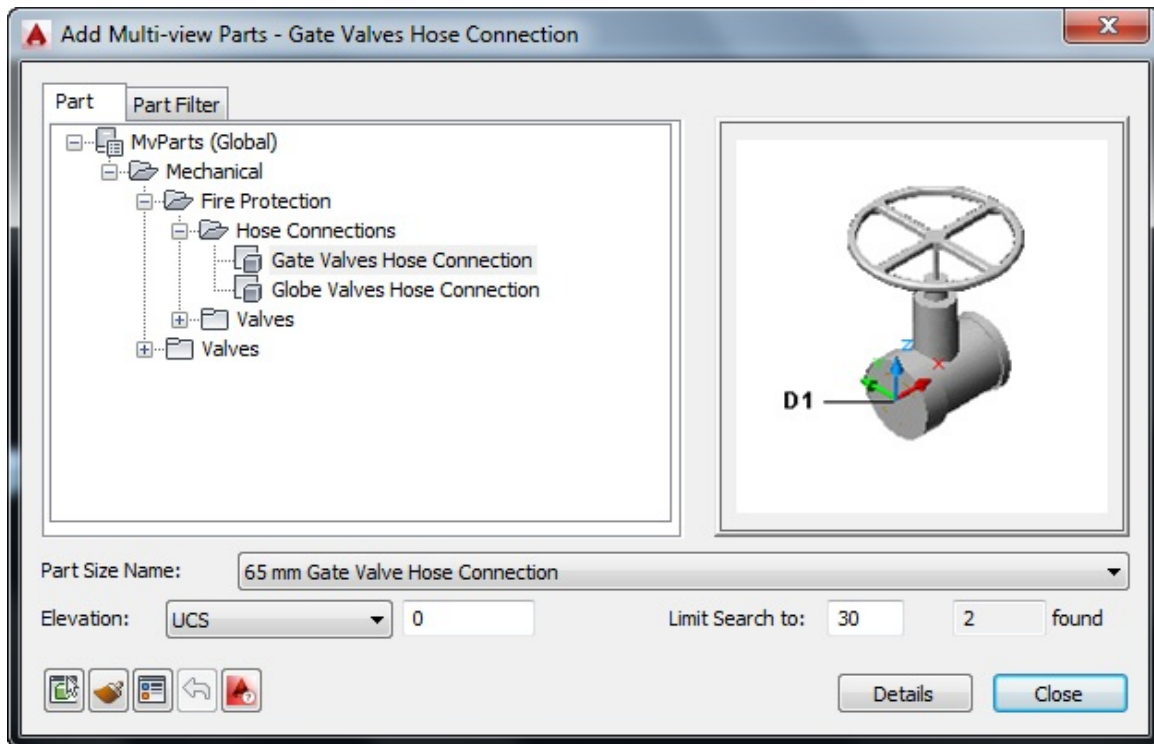 Add Multi-view Parts - Gate Valves Hose Connection
Part Part Filter
MvParts (Global)
Mechanical
Fire Protection
Hose Connections
Gate Valves Hose Connection
Globe Valves Hose Connection
Valves
Valves
Z
X
D1
Part Size Name: 65 mm Gate Valve Hose Connection
Elevation: UCS 0 Limit Search to: 30 2 found
Details Close